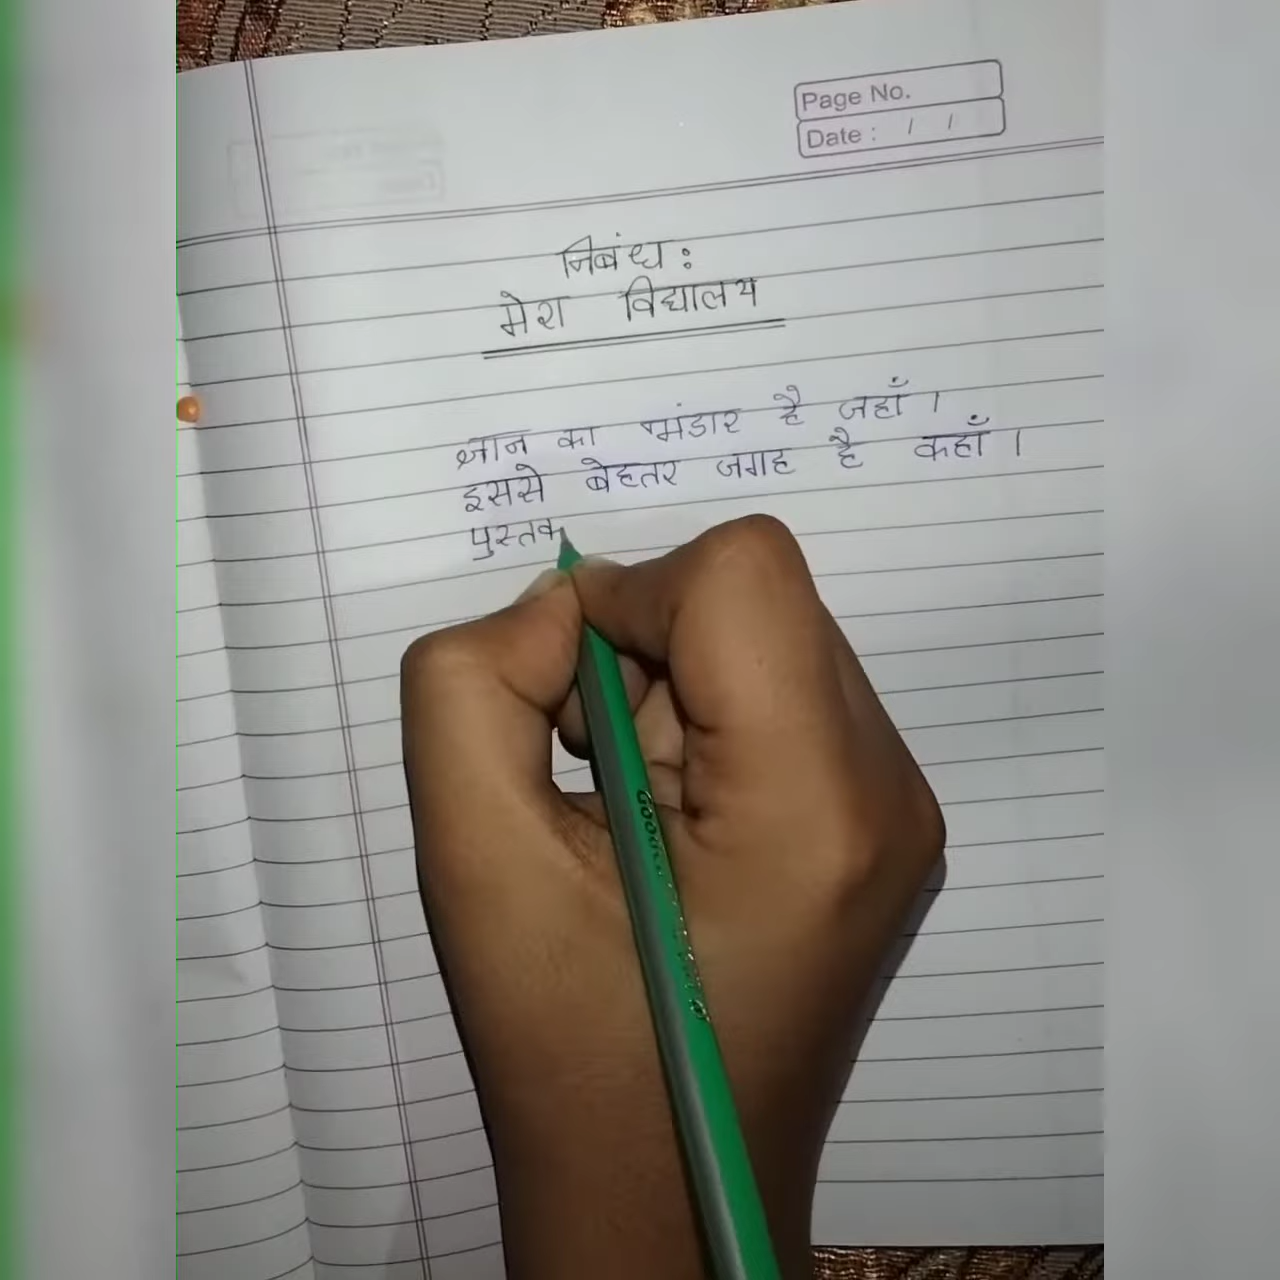 Page No.
Date : / /
निबंध :
मेरा विद्यालय
ज्ञान का भंडार है जहाँ ।
इससे बेहतर जगह है कहाँ ।
पुस्तक